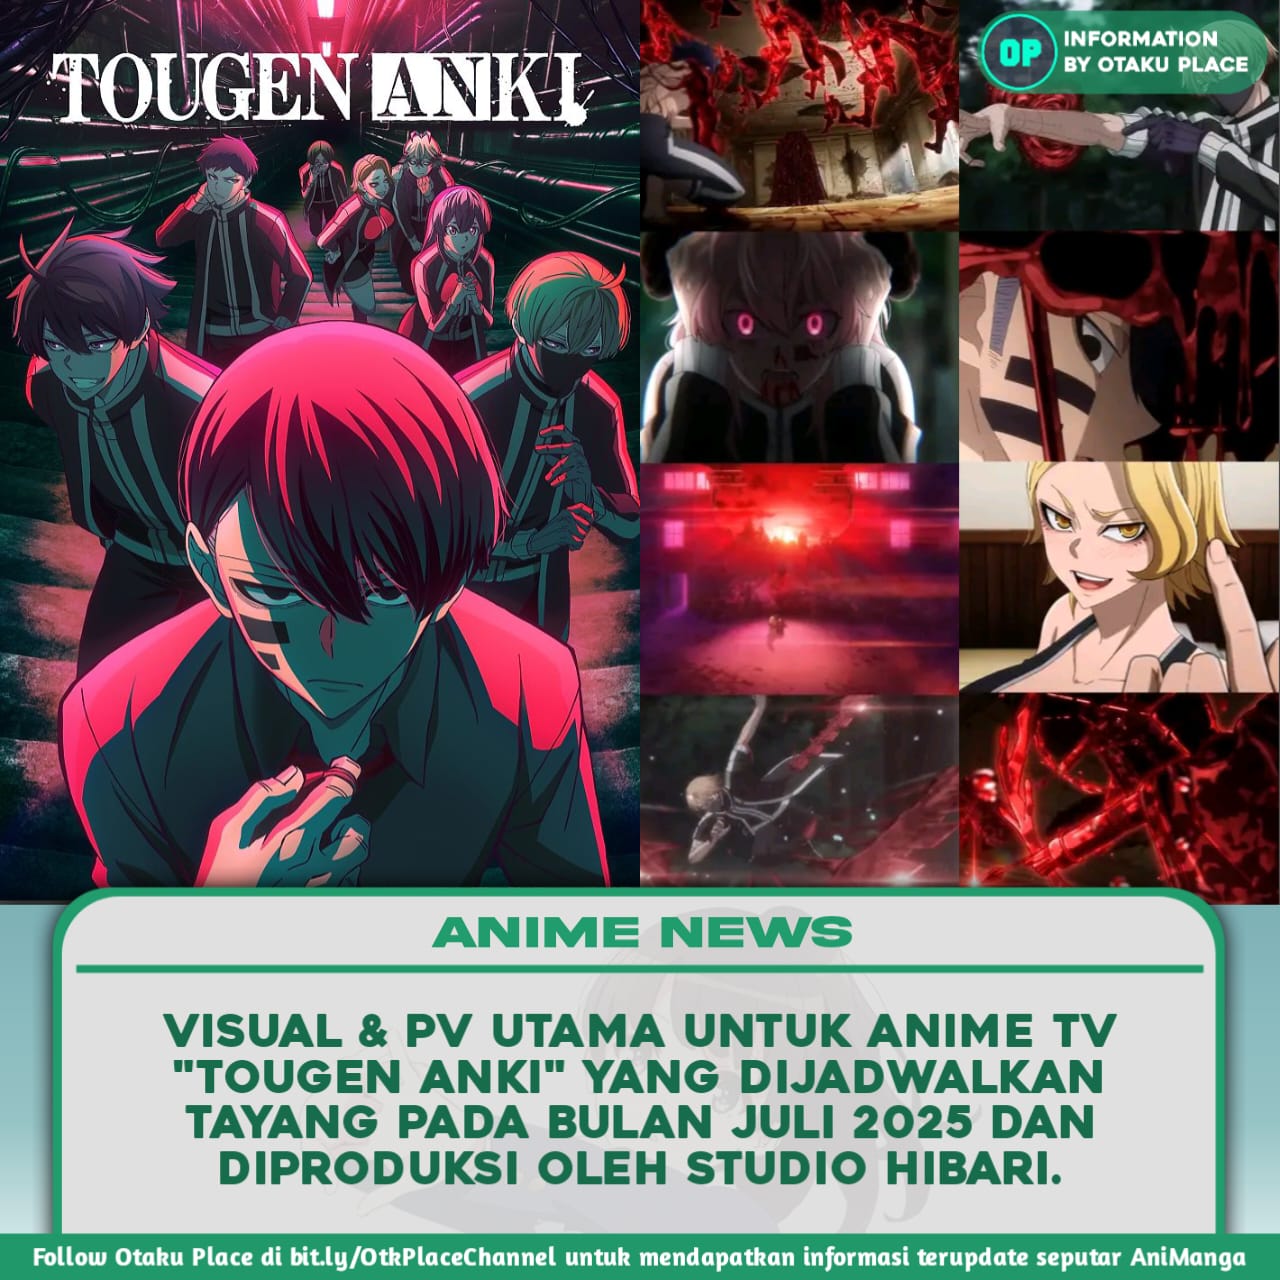 TOUGEN ANKI
OP
INFORMATION
BY OTAKU PLACE
ANIME NEWS
VISUAL & PV UTAMA UNTUK ANIME TV
"TOUGEN ANKI" YANG DIJADWALKAN
TAYANG PADA BULAN JULI 2025 DAN
DIPRODUKSI OLEH STUDIO HIBARI.
Follow Otaku Place di bit.ly/OtkPlaceChannel untuk mendapatkan informasi terupdate seputar AniManga